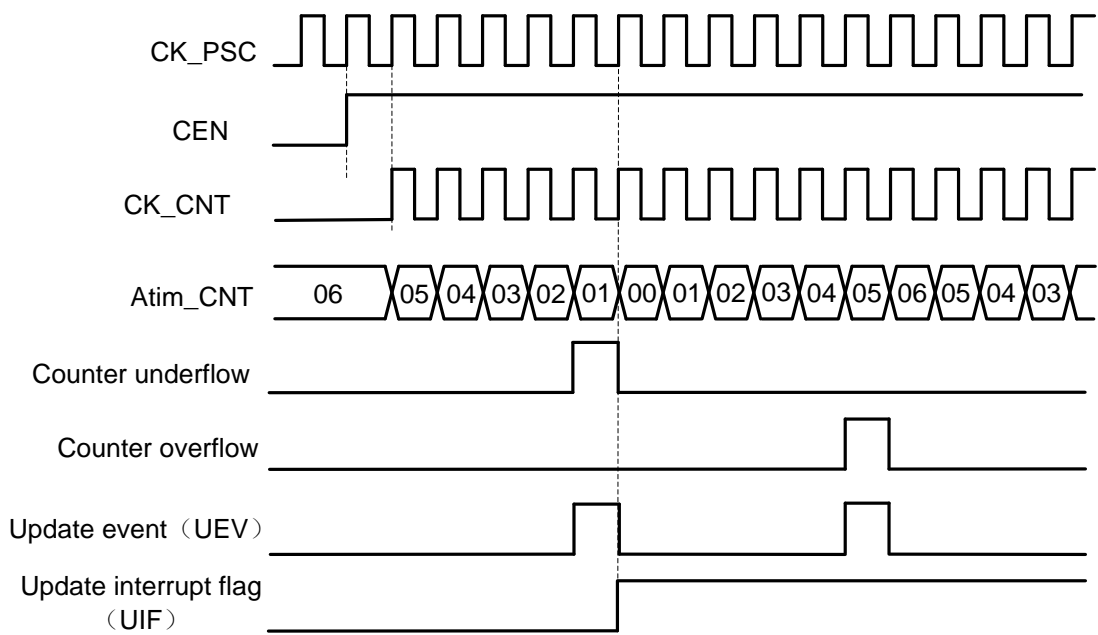 CK_PSC
CEN
CK_CNT
Atim_CNT 06 05 04 03 02 01 00 01 02 03 04 05 06 05 04 03
Counter underflow
Counter overflow
Update event（UEV）
Update interrupt flag
（UIF）